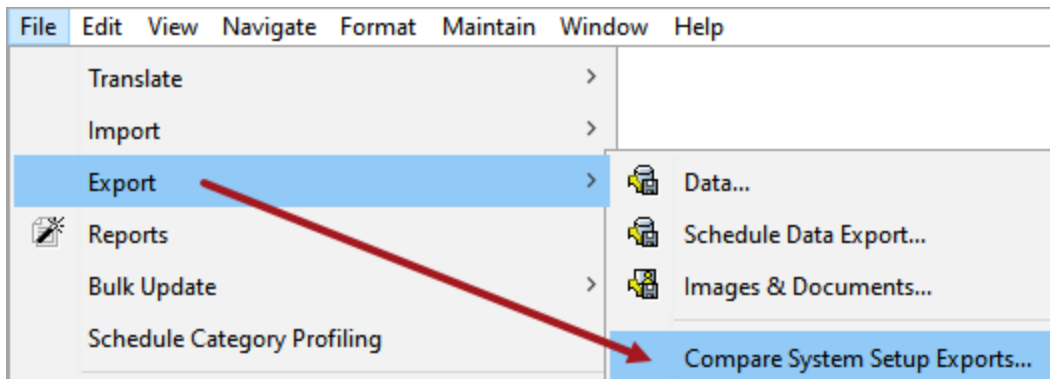 File Edit View Navigate Format Maintain Window Help
Translate
Import
Export
Reports
Bulk Update
Schedule Category Profiling
Data...
Schedule Data Export...
Images & Documents...
Compare System Setup Exports...